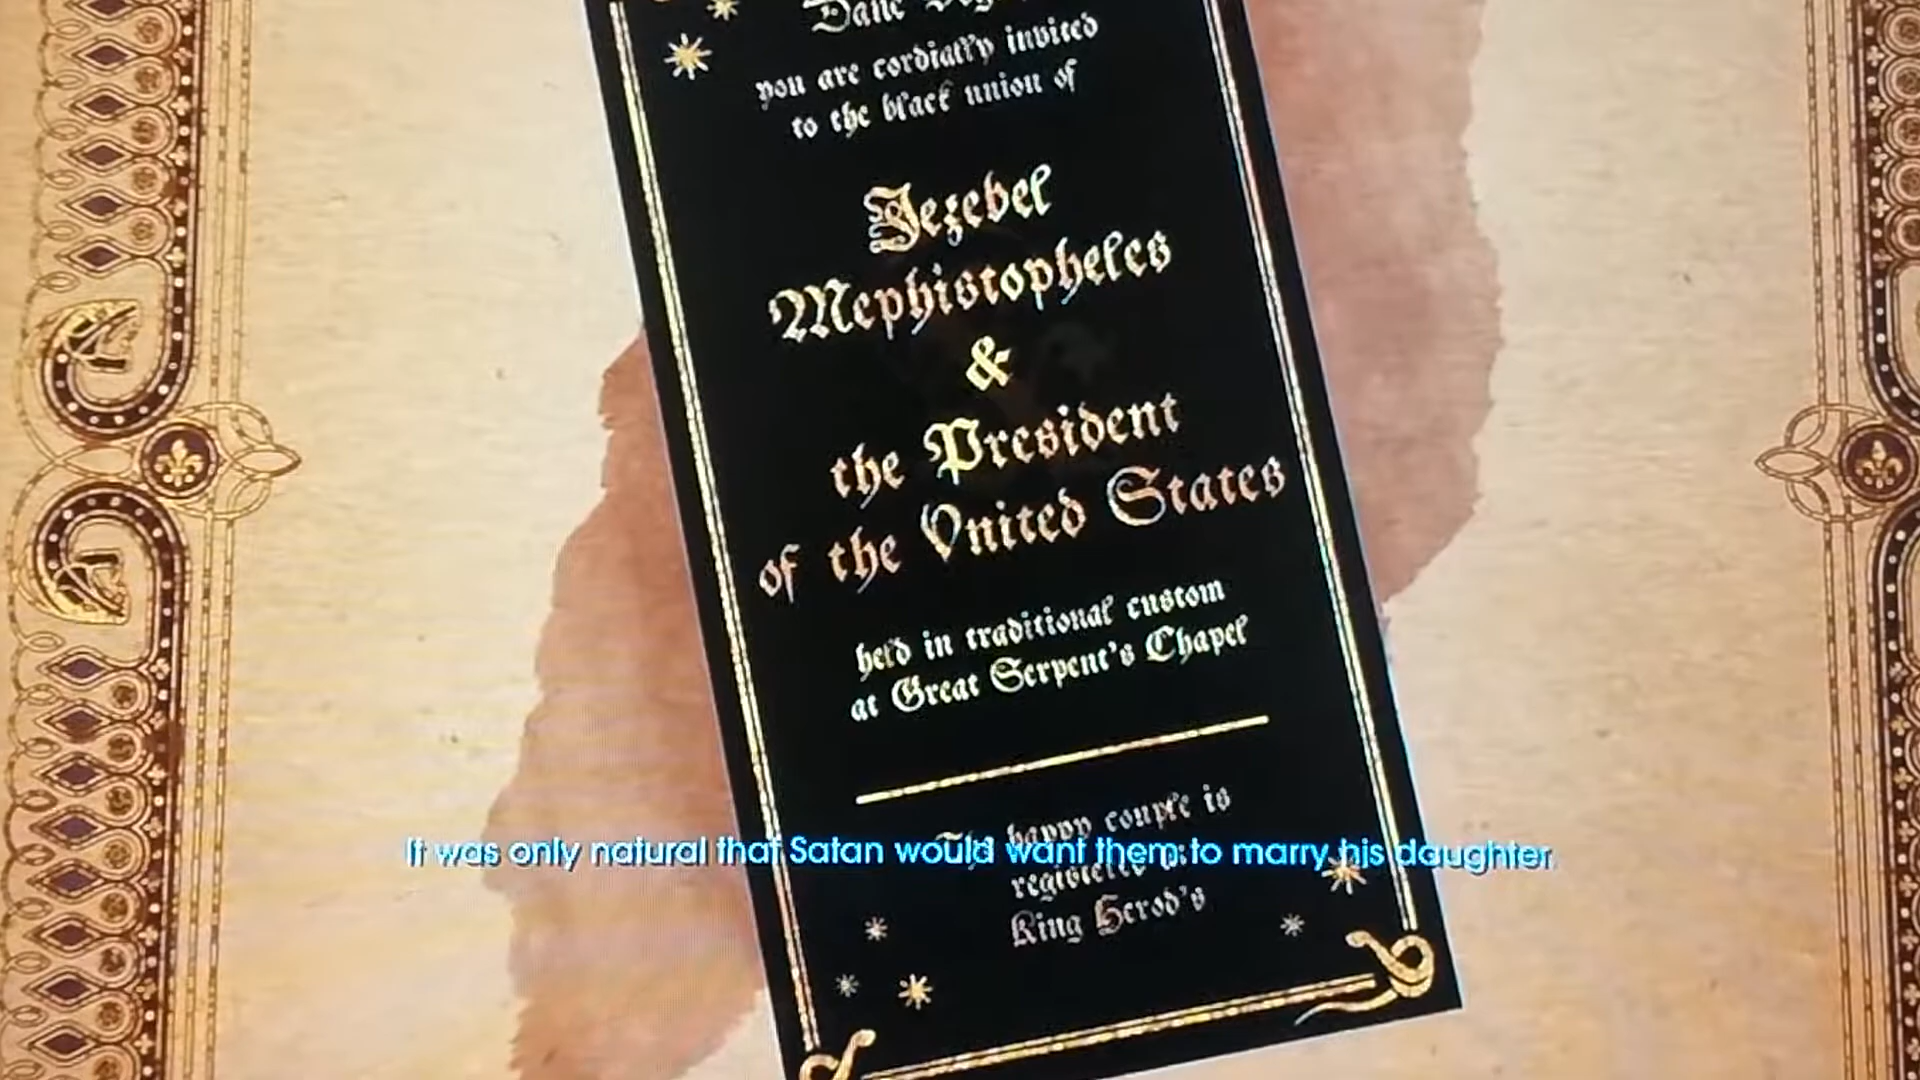 you are cordially invited
to the black union of
Jezebel
Mephistopheles
&
the President
of the United States
held in traditional custom
at Great Serpent's Chapel
happy couple is
It was only natural that Satan would want them to marry his daughter.
King Herod's